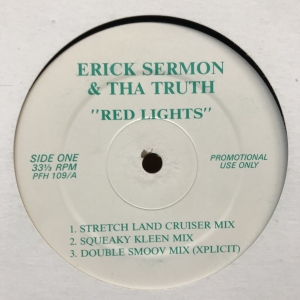 ERICK SERMON
& THA TRUTH
"RED LIGHTS"
SIDE ONE
33⅓ RPM
PFH 109/A
PROMOTIONAL
USE ONLY
1. STRETCH LAND CRUISER MIX
2. SQUEAKY KLEEN MIX
3. DOUBLE SMOOV MIX (XPLICIT)